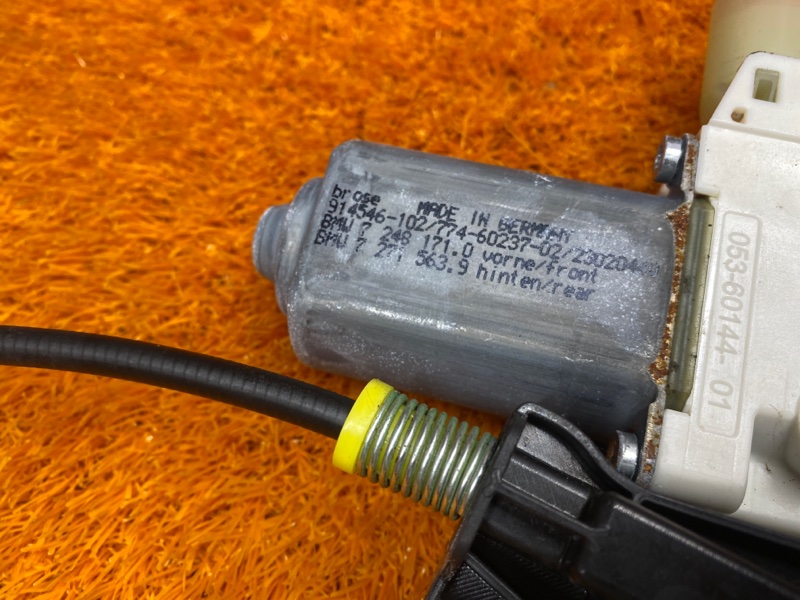 brose MADE IN GERMANY
914546-102/774-60237-02/
BMW 7 248 171.0 vorne/front
BMW 7 271 563.9 hinten/rear
053-60144-01